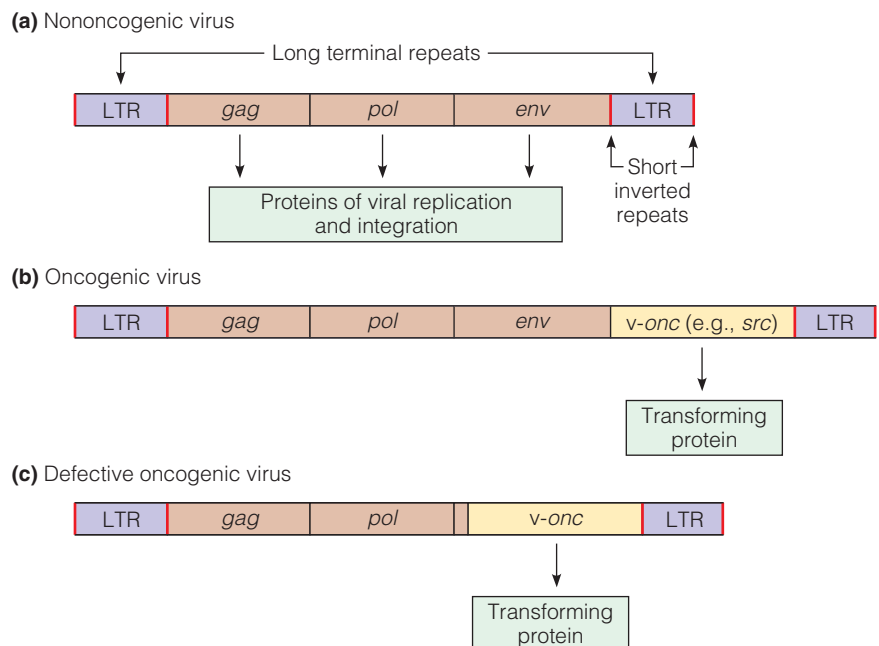 (a) Nononcogenic virus
Long terminal repeats
LTR gag pol env LTR
Short
inverted
repeats
Proteins of viral replication
and integration
(b) Oncogenic virus
LTR gag pol env v-onc (e.g., src) LTR
Transforming
protein
(c) Defective oncogenic virus
LTR gag pol v-onc LTR
Transforming
protein